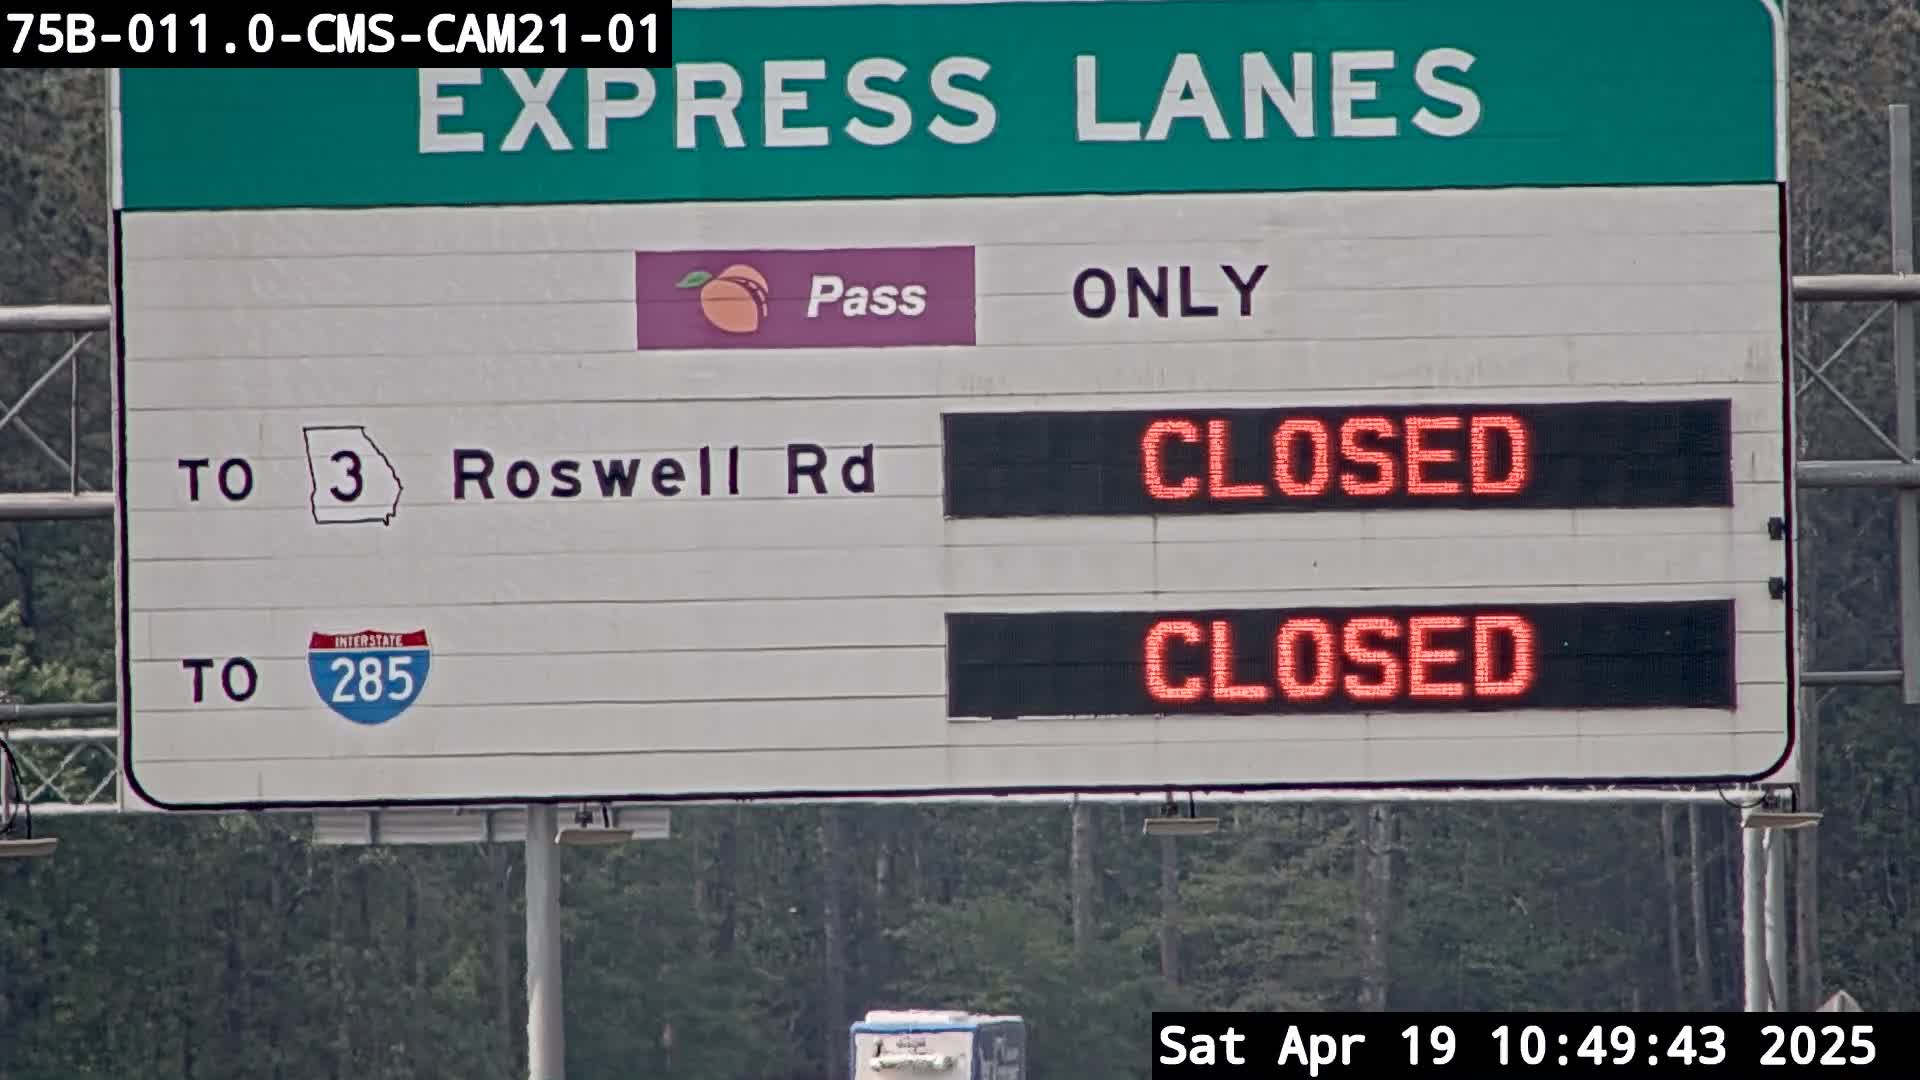 75B-011.0-CMS-CAM21-01
EXPRESS LANES
Pass ONLY
TO 3 Roswell Rd CLOSED
INTERSTATE
TO 285 CLOSED
Sat Apr 19 10:49:43 2025